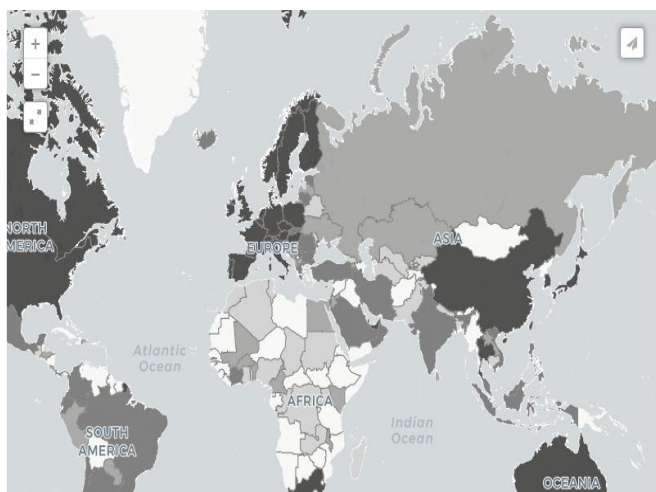 +
−
NORTH
AMERICA
EUROPE
ASIA
Atlantic
Ocean
AFRICA
Indian
Ocean
SOUTH
AMERICA
OCEANIA